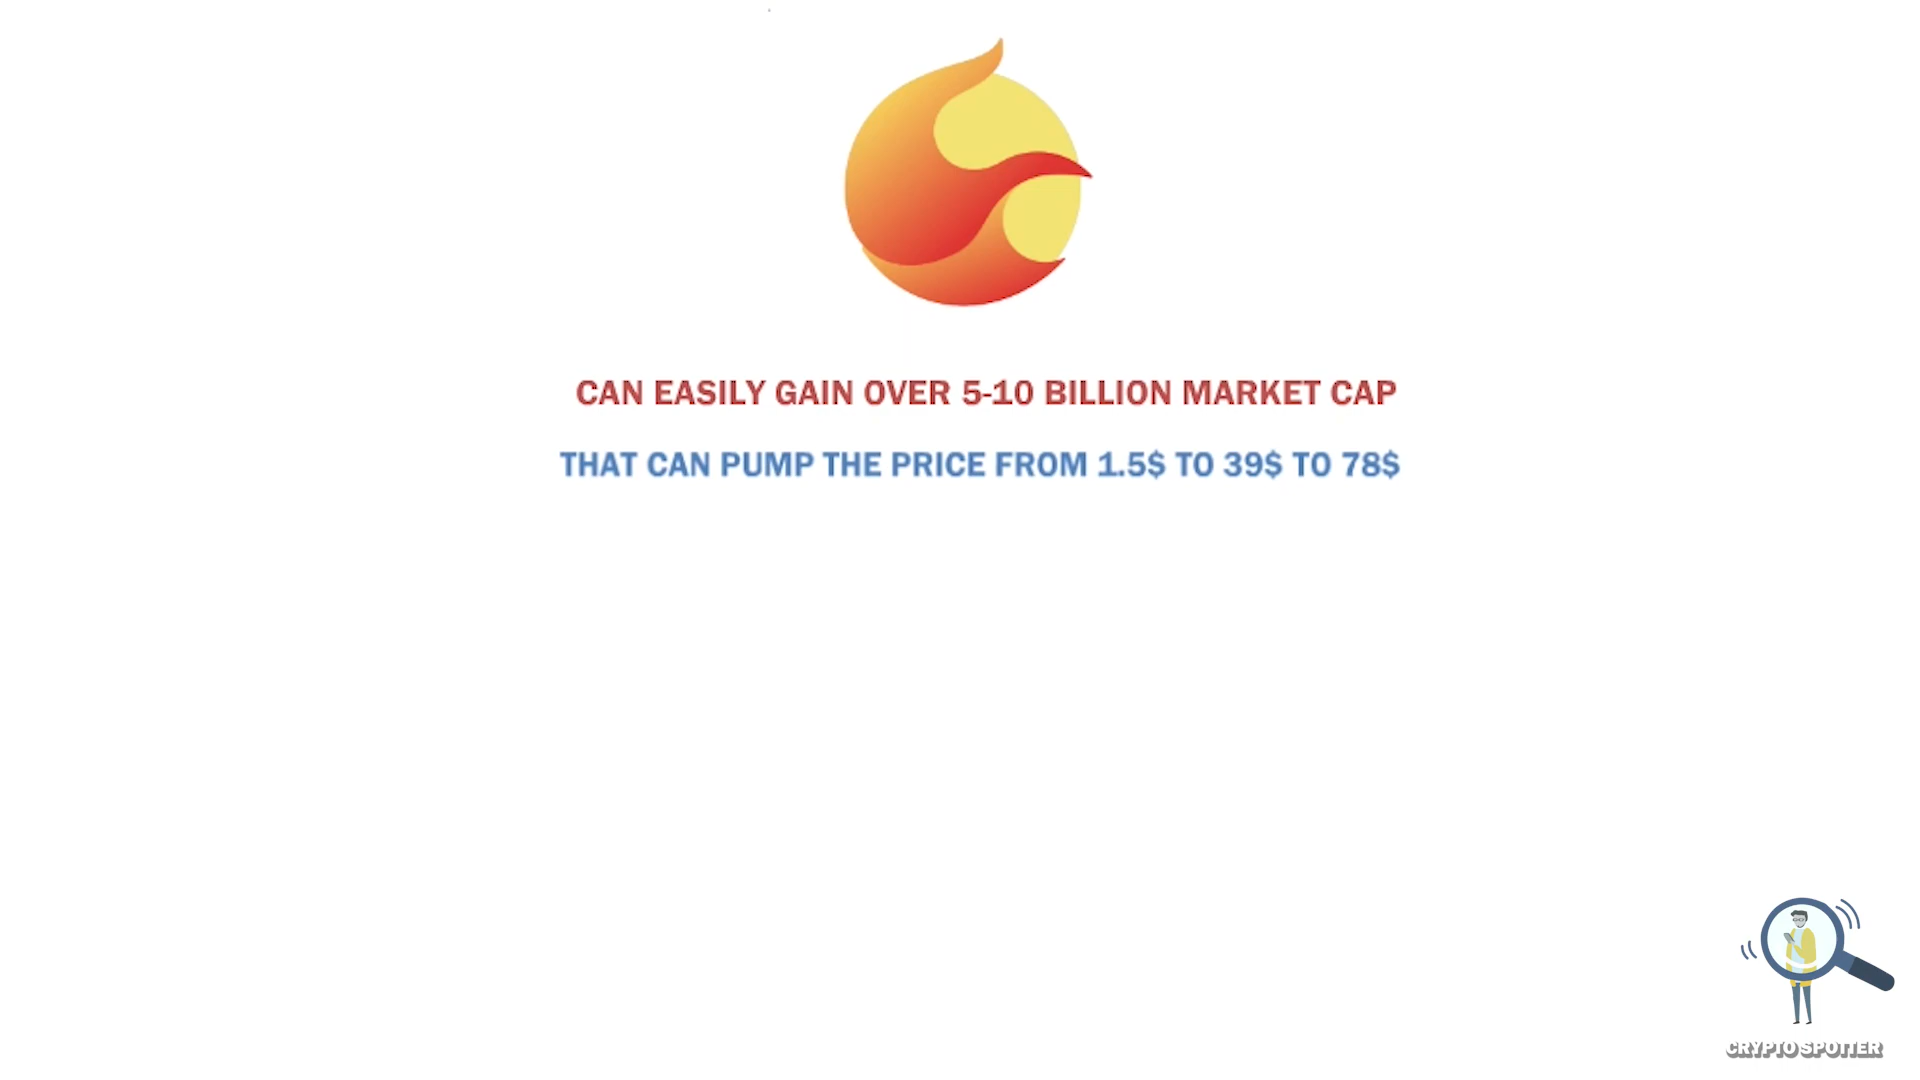 CAN EASILY GAIN OVER 5-10 BILLION MARKET CAP
THAT CAN PUMP THE PRICE FROM 1.5$ TO 39$ TO 78$
CRYPTO SPOTTER